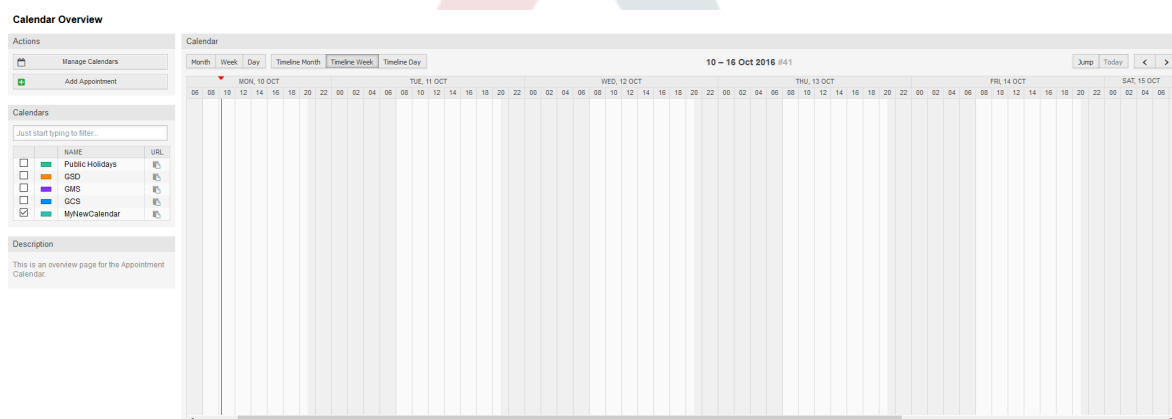 Calendar Overview
Actions
Manage Calendars
Add Appointment
Calendars
Just start typing to filter...
NAME URL
Public Holidays
GSD
GMS
GCS
MyNewCalendar
Description
This is an overview page for the Appointment
Calendar.
Calendar
Month Week Day Timeline Month Timeline Week Timeline Day 10 – 16 Oct 2016 #41 Jump Today < >
MON, 10 OCT TUE, 11 OCT WED, 12 OCT THU, 13 OCT FRI, 14 OCT SAT, 15 OCT
06 08 10 12 14 16 18 20 22 00 02 04 06 08 10 12 14 16 18 20 22 00 02 04 06 08 10 12 14 16 18 20 22 00 02 04 06 08 10 12 14 16 18 20 22 00 02 04 06 08 10 12 14 16 18 20 22 00 02 04 06